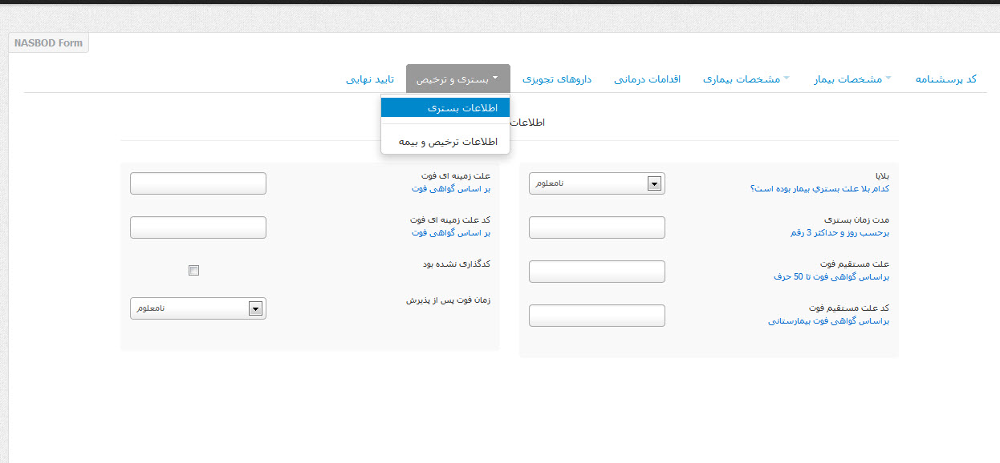 NASBOD Form
کد پرسشنامه
مشخصات بیمار
مشخصات بیماری
اقدامات درمانی
داروهای تجویزی
بستری و ترخیص
تایید نهایی
اطلاعات بستری
اطلاعات ترخیص و بیمه
اطلاعات
بلایا
کدام بلا علت بستري بیمار بوده است؟
نامعلوم
مدت زمان بستری
برحسب روز و حداکثر 3 رقم
علت مستقیم فوت
براساس گواهی فوت تا 50 حرف
کد علت مستقیم فوت
براساس گواهی فوت بیمارستانی
علت زمینه ای فوت
بر اساس گواهی فوت
کد علت زمینه ای فوت
بر اساس گواهی فوت
کدگذاری نشده بود
زمان فوت پس از پذیرش
نامعلوم